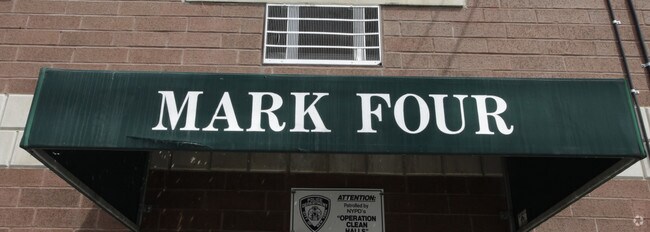 MARK FOUR
ATTENTION:
Patrolled by
NYPD's
"OPERATION
CLEAN
HALLS"